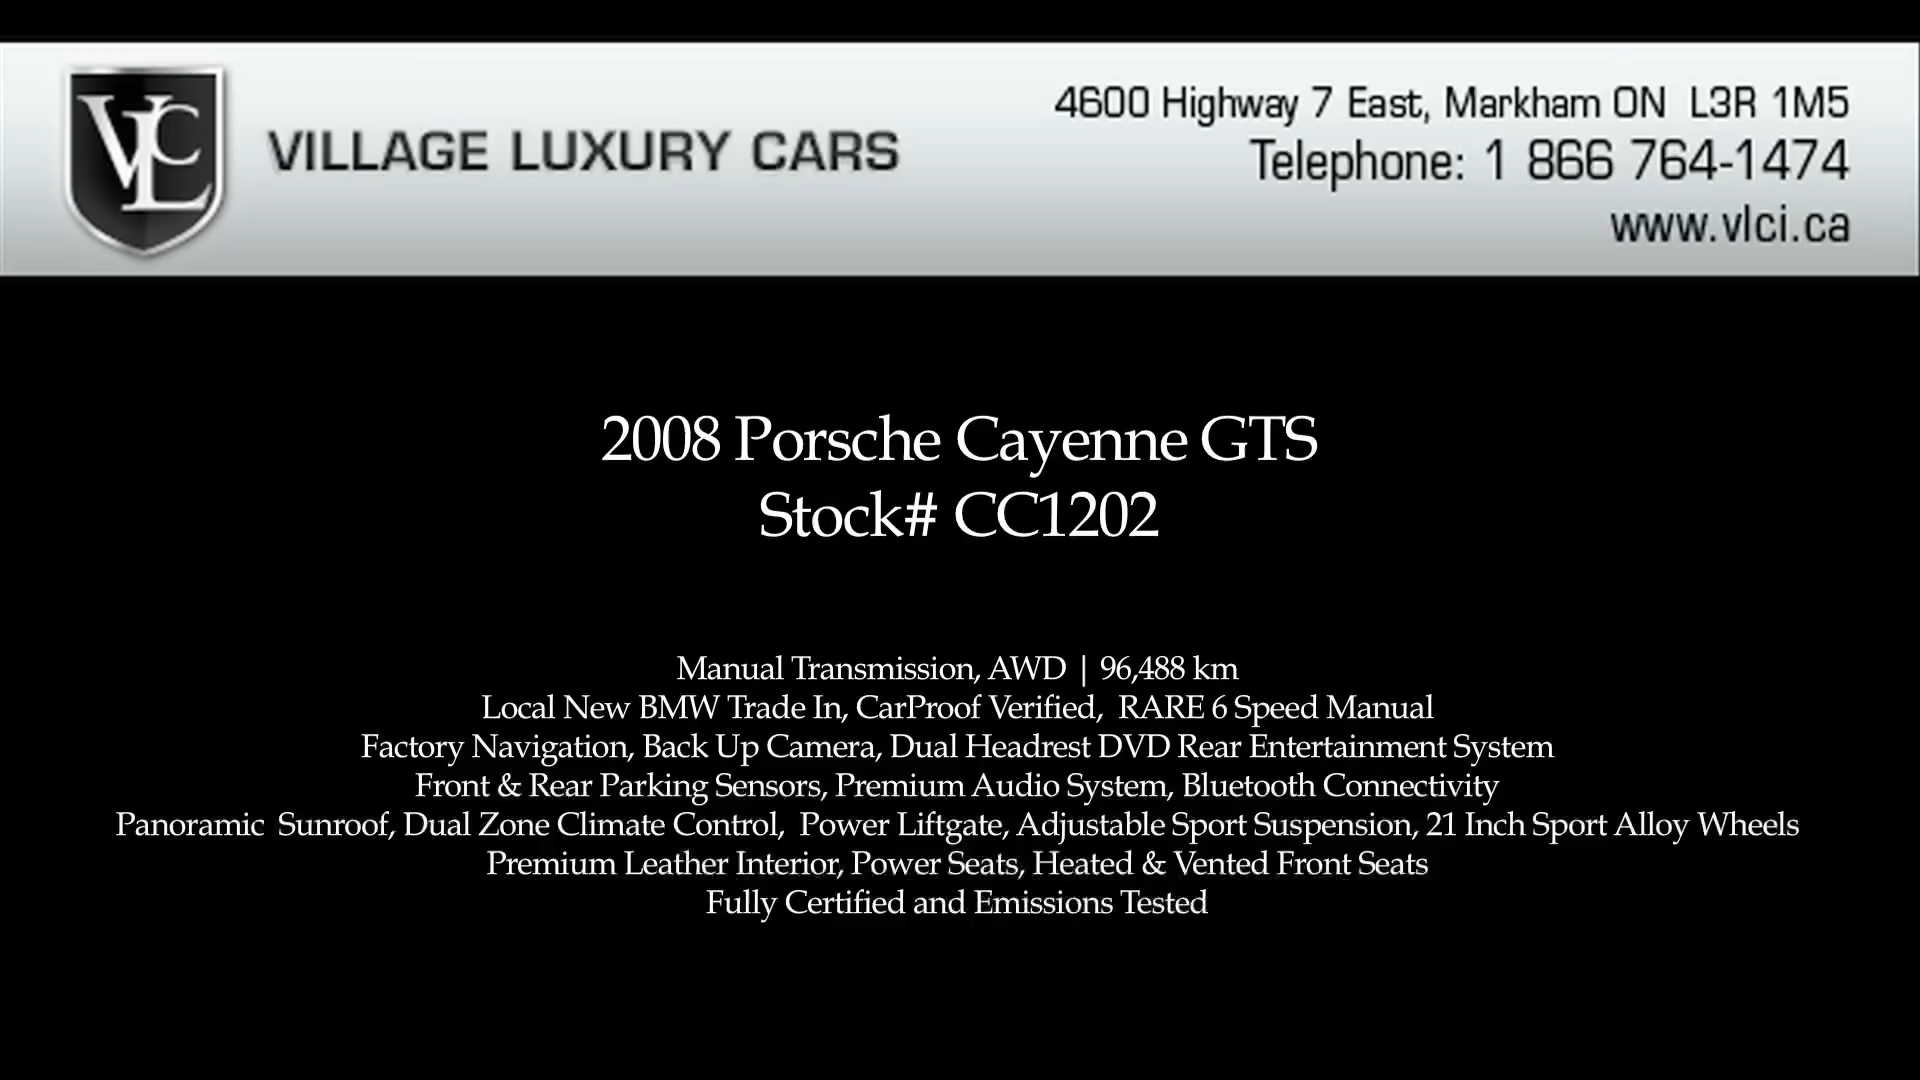 VLC
VILLAGE LUXURY CARS
4600 Highway 7 East, Markham ON L3R 1M5
Telephone: 1 866 764-1474
www.vlci.ca
2008 Porsche Cayenne GTS
Stock# CC1202
Manual Transmission, AWD | 96,488 km
Local New BMW Trade In, CarProof Verified, RARE 6 Speed Manual
Factory Navigation, Back Up Camera, Dual Headrest DVD Rear Entertainment System
Front & Rear Parking Sensors, Premium Audio System, Bluetooth Connectivity
Panoramic Sunroof, Dual Zone Climate Control, Power Liftgate, Adjustable Sport Suspension, 21 Inch Sport Alloy Wheels
Premium Leather Interior, Power Seats, Heated & Vented Front Seats
Fully Certified and Emissions Tested